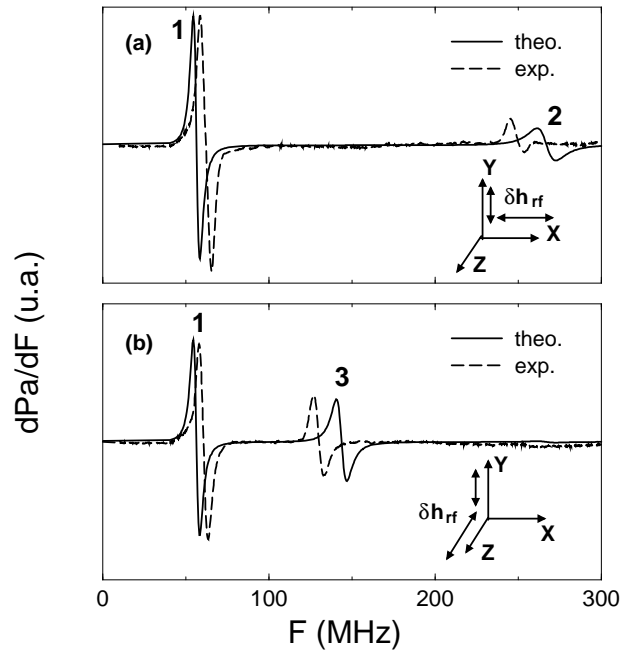 1
(a)
theo.
exp.
2
Y
δh rf
X
Z
1
(b)
theo.
exp.
3
Y
δh rf
X
Z
dPa/dF (u.a.)
0 100 200 300
F (MHz)